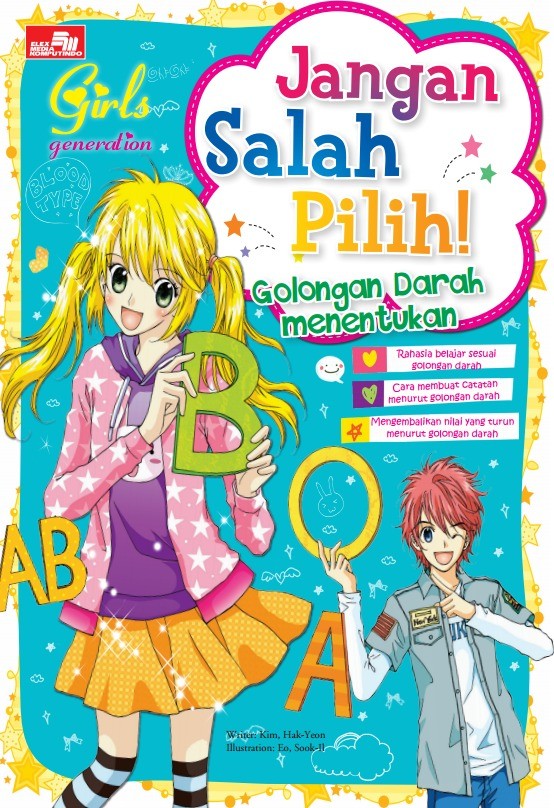 ELEX
MEDIA
KOMPUTINDO
Girls
generation
BLOOD
TYPE
Jangan
Salah
Pilih!
Golongan Darah
menentukan
Rahasia belajar sesuai
golongan darah
Cara membuat catatan
menurut golongan darah
Mengembalikan nilai yang turun
menurut golongan darah
B
O
AB
A
New York
Writer: Kim, Hak-Yeon
Illustration: Eo, Sook-Il